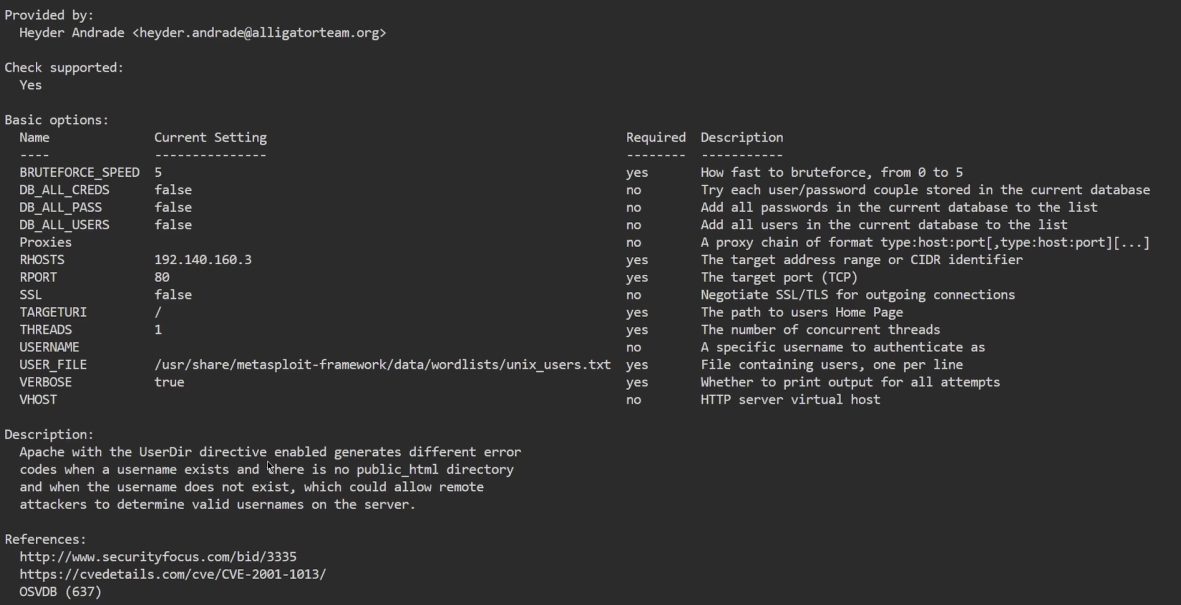 Provided by:
  Heyder Andrade <heyder.andrade@alligatorteam.org>

Check supported:
  Yes

Basic options:
  Name              Current Setting                                                Required  Description
  ----              ---------------                                                --------  -----------
  BRUTEFORCE_SPEED  5                                                              yes       How fast to bruteforce, from 0 to 5
  DB_ALL_CREDS      false                                                          no        Try each user/password couple stored in the current database
  DB_ALL_PASS       false                                                          no        Add all passwords in the current database to the list
  DB_ALL_USERS      false                                                          no        Add all users in the current database to the list
  Proxies                                                                          no        A proxy chain of format type:host:port[,type:host:port][...]
  RHOSTS            192.140.160.3                                                  yes       The target address range or CIDR identifier
  RPORT             80                                                             yes       The target port (TCP)
  SSL               false                                                          no        Negotiate SSL/TLS for outgoing connections
  TARGETURI         /                                                              yes       The path to users Home Page
  THREADS           1                                                              yes       The number of concurrent threads
  USERNAME                                                                         no        A specific username to authenticate as
  USER_FILE         /usr/share/metasploit-framework/data/wordlists/unix_users.txt  yes       File containing users, one per line
  VERBOSE           true                                                           yes       Whether to print output for all attempts
  VHOST                                                                            no        HTTP server virtual host

Description:
  Apache with the UserDir directive enabled generates different error
  codes when a username exists and there is no public_html directory
  and when the username does not exist, which could allow remote
  attackers to determine valid usernames on the server.

References:
  http://www.securityfocus.com/bid/3335
  https://cvedetails.com/cve/CVE-2001-1013/
  OSVDB (637)